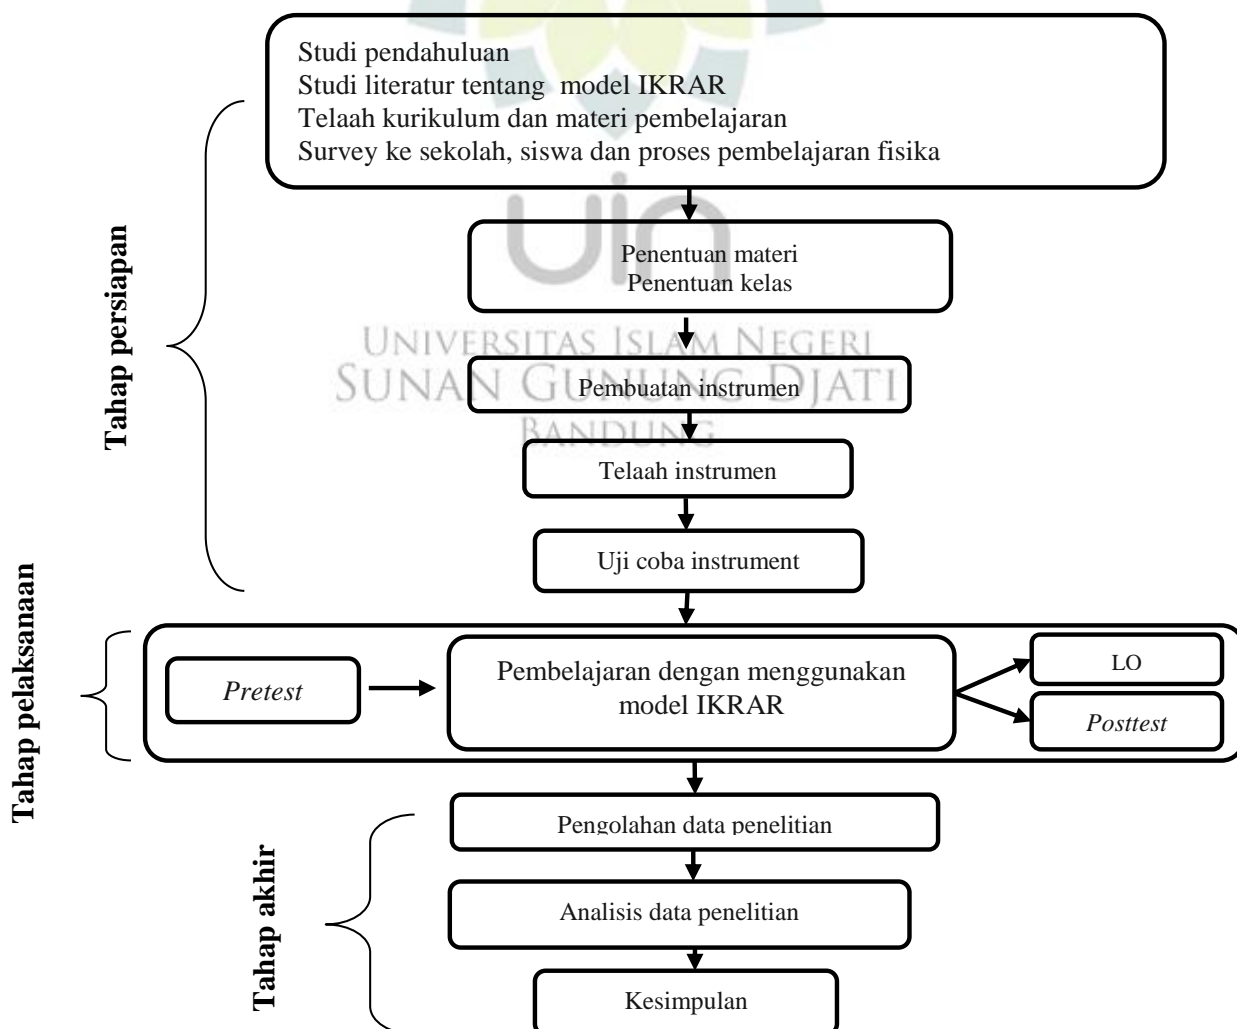 Studi pendahuluan
Studi literatur tentang model IKRAR
Telaah kurikulum dan materi pembelajaran
Survey ke sekolah, siswa dan proses pembelajaran fisika
Tahap persiapan
uin
Penentuan materi
Penentuan kelas
UNIVERSITAS ISLAM NEGERI
SUNAN GUNUNG DJATI
BANDUNG
Pembuatan instrumen
Telaah instrumen
Uji coba instrument
Tahap pelaksanaan
Pretest
Pembelajaran dengan menggunakan
model IKRAR
LO
Posttest
Tahap akhir
Pengolahan data penelitian
Analisis data penelitian
Kesimpulan